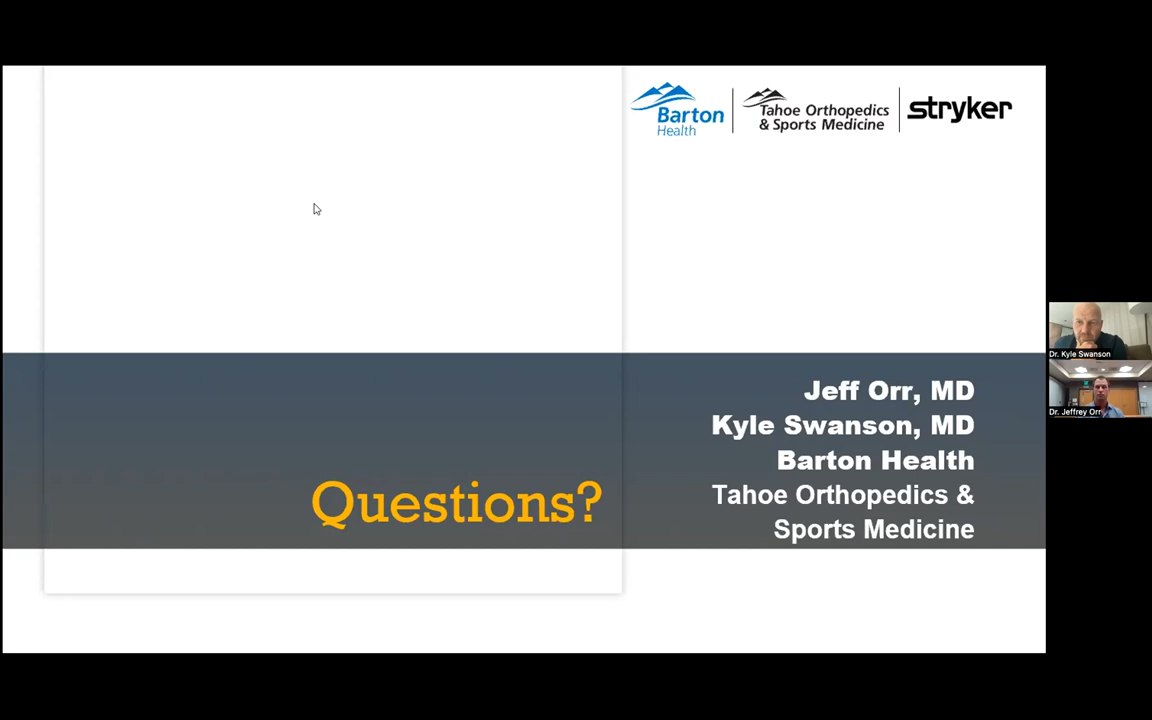 Barton
Health
Tahoe Orthopedics
& Sports Medicine
stryker
Jeff Orr, MD
Kyle Swanson, MD
Barton Health
Tahoe Orthopedics &
Sports Medicine
Questions?
Dr. Kyle Swanson
Dr. Jeffrey Orr